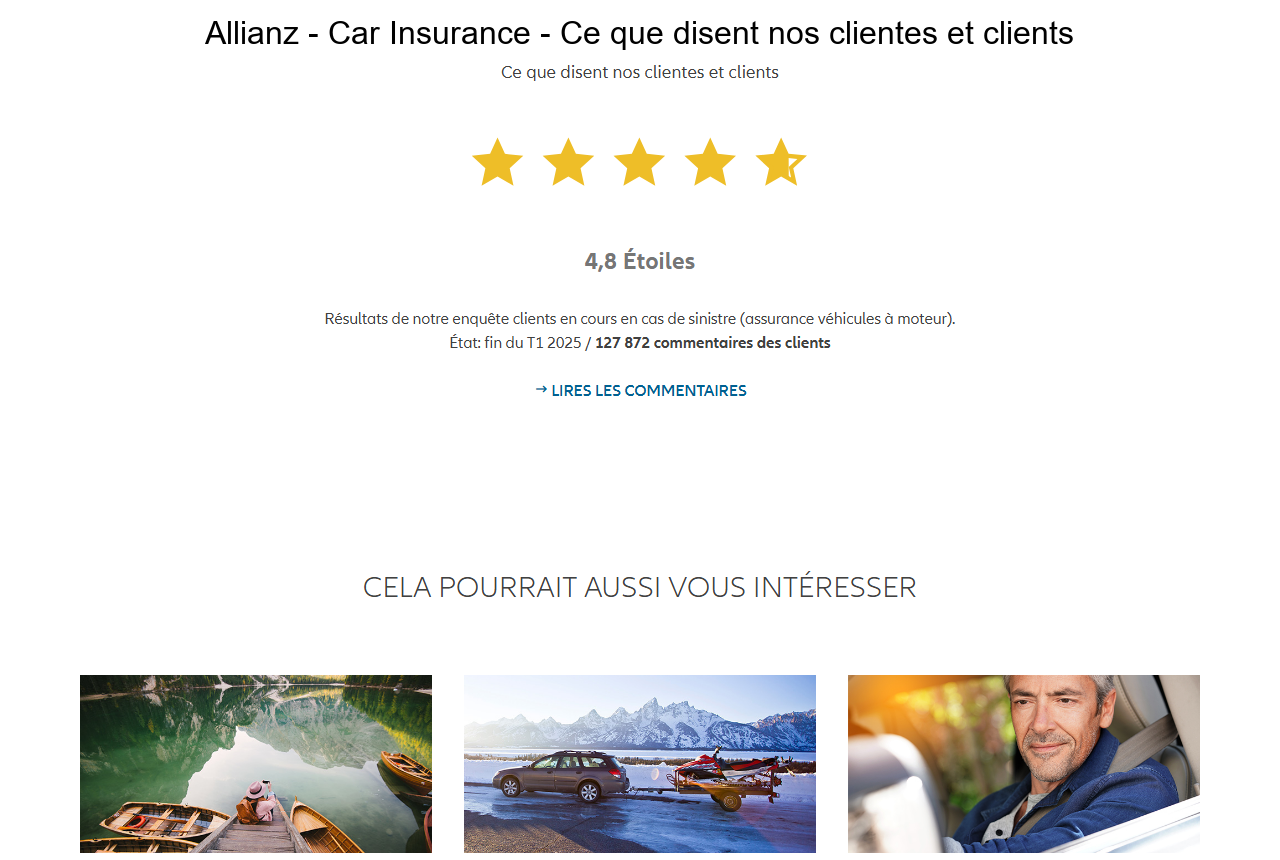 Allianz - Car Insurance - Ce que disent nos clientes et clients
Ce que disent nos clientes et clients
4,8 Étoiles
Résultats de notre enquête clients en cours en cas de sinistre (assurance véhicules à moteur).
État: fin du T1 2025 / 127 872 commentaires des clients
→ LIRES LES COMMENTAIRES
CELA POURRAIT AUSSI VOUS INTÉRESSER